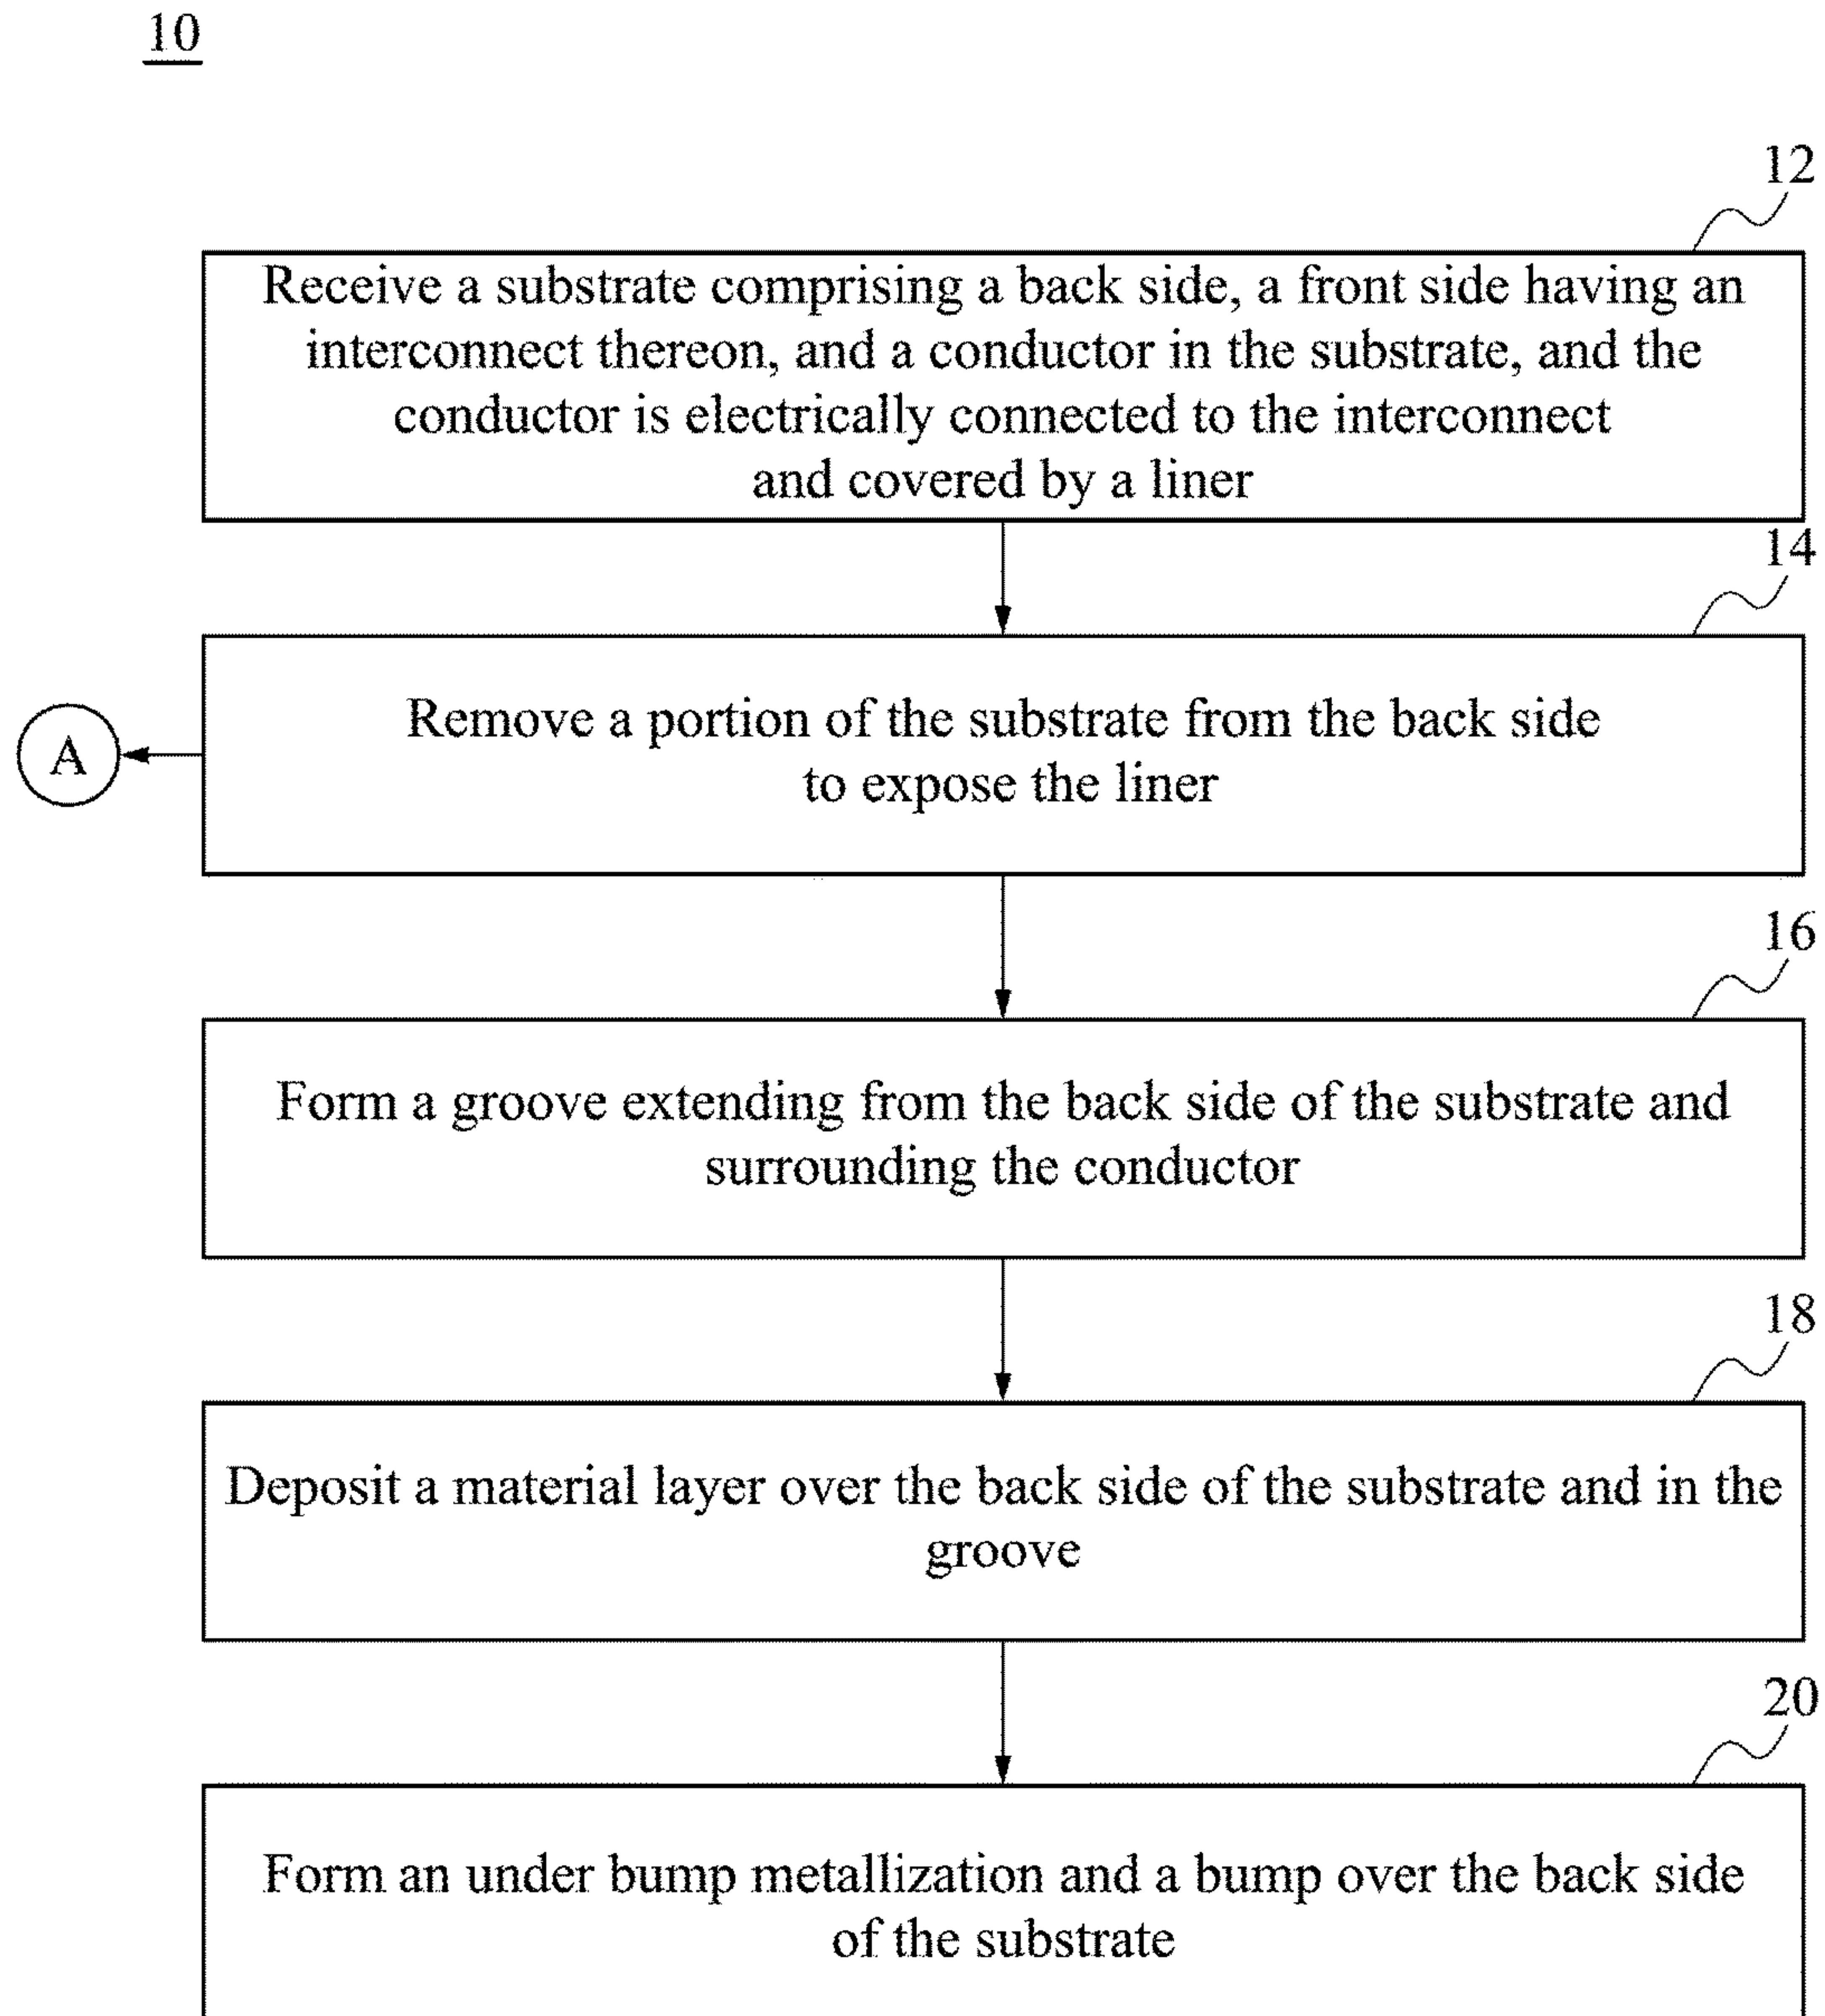 10
12
Receive a substrate comprising a back side, a front side having an
interconnect thereon, and a conductor in the substrate, and the
conductor is electrically connected to the interconnect
and covered by a liner
14
A
Remove a portion of the substrate from the back side
to expose the liner
16
Form a groove extending from the back side of the substrate and
surrounding the conductor
18
Deposit a material layer over the back side of the substrate and in the
groove
20
Form an under bump metallization and a bump over the back side
of the substrate